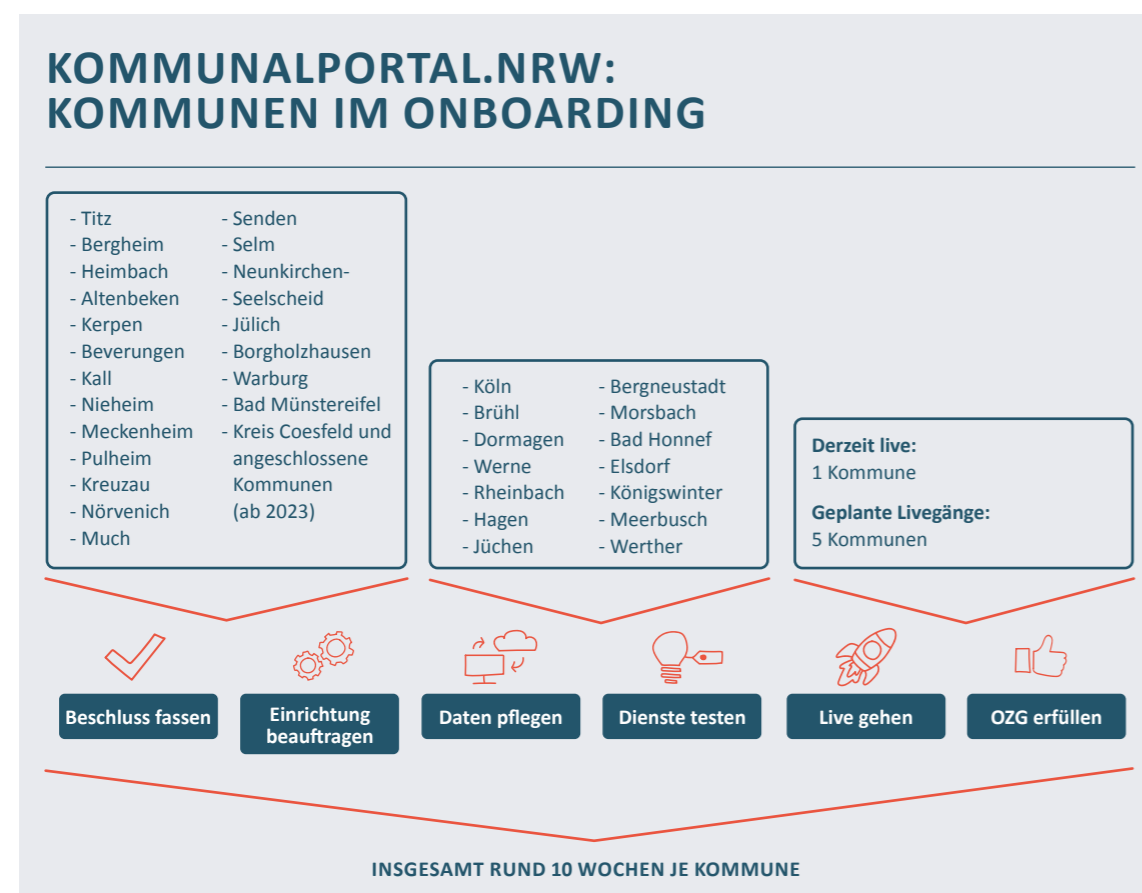 KOMMUNALPORTAL.NRW:
KOMMUNEN IM ONBOARDING
- Titz
- Bergheim
- Heimbach
- Altenbeken
- Kerpen
- Beverungen
- Kall
- Nieheim
- Meckenheim
- Pulheim
- Kreuzau
- Nörvenich
- Much
- Senden
- Selm
- Neunkirchen-
- Seelscheid
- Jülich
- Borgholzhausen
- Warburg
- Bad Münstereifel
- Kreis Coesfeld und
angeschlossene
Kommunen
(ab 2023)
- Köln
- Brühl
- Dormagen
- Werne
- Rheinbach
- Hagen
- Jüchen
- Bergneustadt
- Morsbach
- Bad Honnef
- Elsdorf
- Königswinter
- Meerbusch
- Werther
Derzeit live:
1 Kommune
Geplante Livegänge:
5 Kommunen
Beschluss fassen
Einrichtung
beauftragen
Daten pflegen
Dienste testen
Live gehen
OZG erfüllen
INSGESAMT RUND 10 WOCHEN JE KOMMUNE